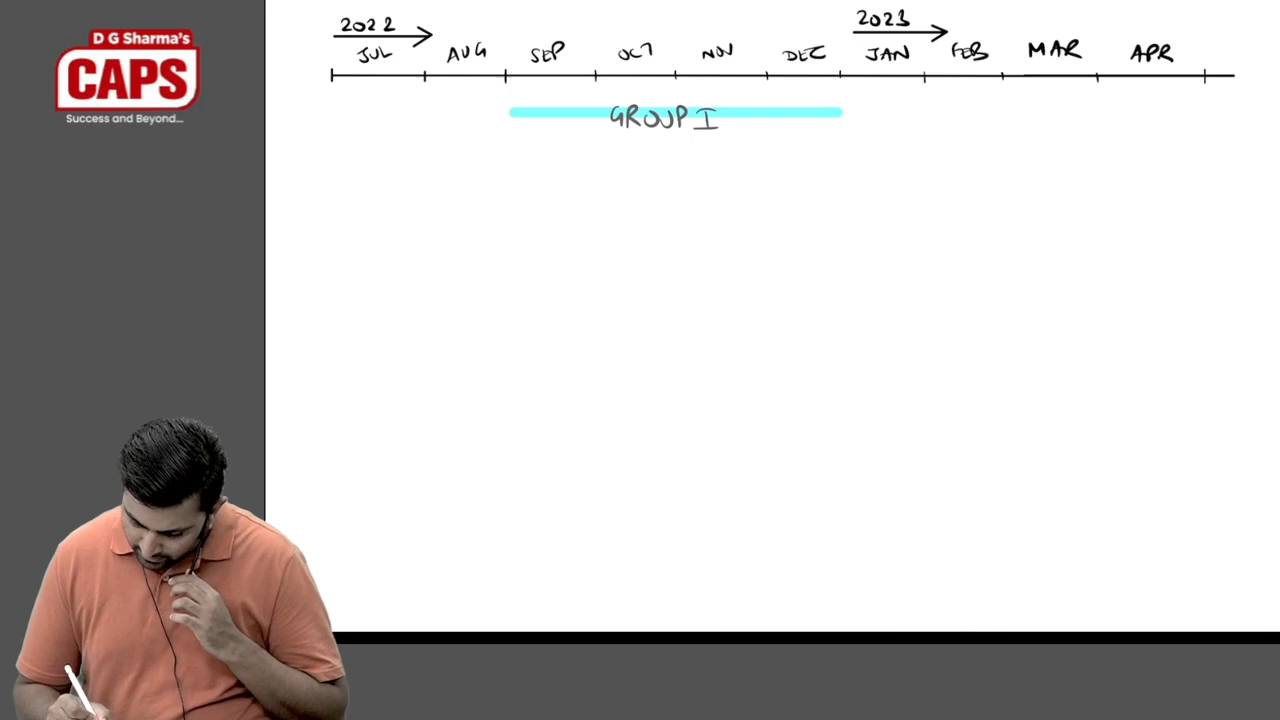 D G Sharma's
CAPS
Success and Beyond...
2022 2023
JUL AUG SEP OCT NOV DEC JAN FEB MAR APR
GROUP I